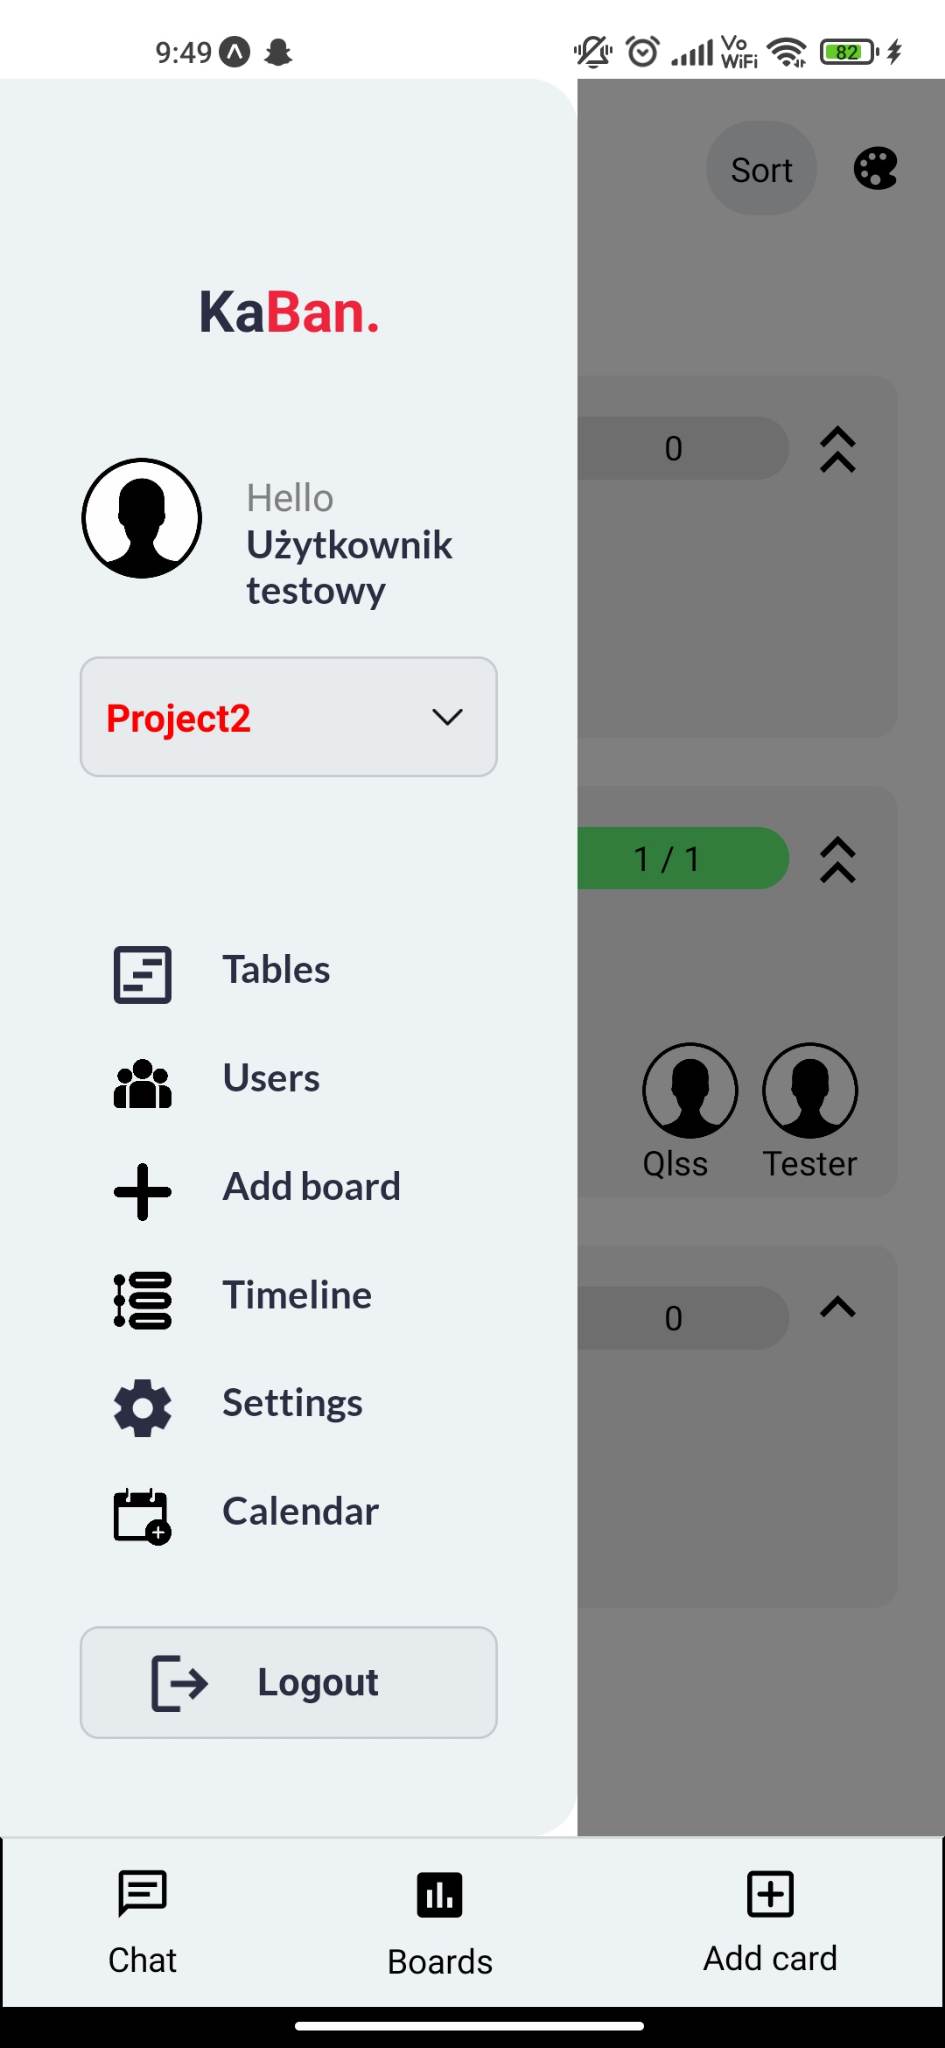 9:49
Vo
WiFi
82
Sort
KaBan.
0
Hello
Użytkownik
testowy
Project2
1 / 1
Tables
Users
Qlss
Tester
Add board
Timeline
0
Settings
Calendar
Logout
Chat
Boards
Add card